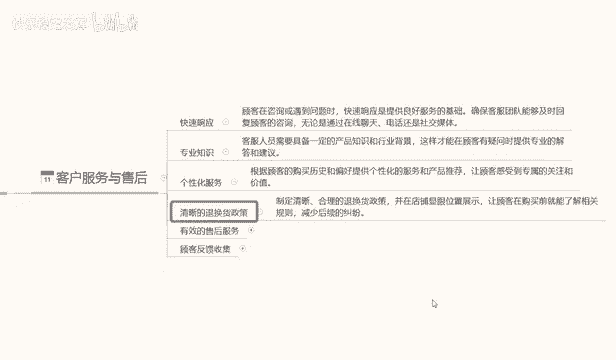 顾客在咨询或遇到问题时，快速响应是提供良好服务的基础。确保客服团队能够及时回
快速响应
复顾客的咨询，无论是通过在线聊天、电话还是社交媒体。
客服人员需要具备一定的产品知识和行业背景，这样才能在顾客有疑问时提供专业的解
专业知识
答和建议。
11 客户服务与售后
根据顾客的购买历史和偏好提供个性化的服务和产品推荐，让顾客感受到专属的关注和
个性化服务
价值。
制定清晰、合理的退换货政策，并在店铺显眼位置展示，让顾客在购买前就能了解相关
清晰的退换货政策
规则，减少后续的纠纷。
有效的售后服务
顾客反馈收集